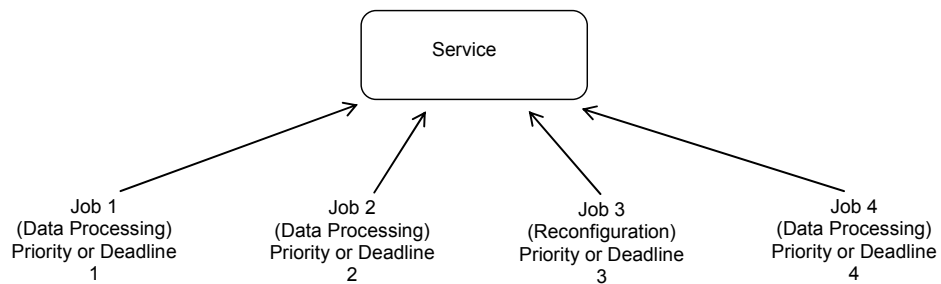 Service
Job 1
(Data Processing)
Priority or Deadline
1
Job 2
(Data Processing)
Priority or Deadline
2
Job 3
(Reconfiguration)
Priority or Deadline
3
Job 4
(Data Processing)
Priority or Deadline
4